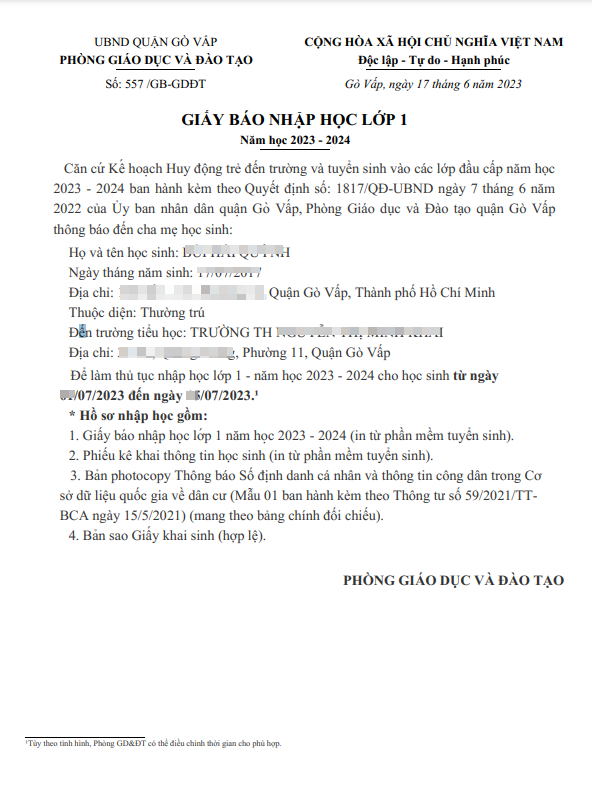 UBND QUẬN GÒ VẤP
PHÒNG GIÁO DỤC VÀ ĐÀO TẠO
Số: 557 /GB-GDĐT
CỘNG HÒA XÃ HỘI CHỦ NGHĨA VIỆT NAM
Độc lập - Tự do - Hạnh phúc
Gò Vấp, ngày 17 tháng 6 năm 2023
GIẤY BÁO NHẬP HỌC LỚP 1
Năm học 2023 - 2024
Căn cứ Kế hoạch Huy động trẻ đến trường và tuyển sinh vào các lớp đầu cấp năm học
2023 - 2024 ban hành kèm theo Quyết định số: 1817/QĐ-UBND ngày 7 tháng 6 năm
2022 của Ủy ban nhân dân quận Gò Vấp, Phòng Giáo dục và Đào tạo quận Gò Vấp
thông báo đến cha mẹ học sinh:
Họ và tên học sinh:
Ngày tháng năm sinh:
Địa chỉ: Quận Gò Vấp, Thành phố Hồ Chí Minh
Thuộc diện: Thường trú
Đến trường tiểu học: TRƯỜNG TH
Địa chỉ: Phường 11, Quận Gò Vấp
Để làm thủ tục nhập học lớp 1 - năm học 2023 - 2024 cho học sinh từ ngày
/07/2023 đến ngày /07/2023.¹
* Hồ sơ nhập học gồm:
1. Giấy báo nhập học lớp 1 năm học 2023 - 2024 (in từ phần mềm tuyển sinh).
2. Phiếu kê khai thông tin học sinh (in từ phần mềm tuyển sinh).
3. Bản photocopy Thông báo Số định danh cá nhân và thông tin công dân trong Cơ
sở dữ liệu quốc gia về dân cư (Mẫu 01 ban hành kèm theo Thông tư số 59/2021/TT-
BCA ngày 15/5/2021) (mang theo bảng chính đối chiếu).
4. Bản sao Giấy khai sinh (hợp lệ).
PHÒNG GIÁO DỤC VÀ ĐÀO TẠO
¹Tùy theo tình hình, Phòng GD&ĐT có thể điều chỉnh thời gian cho phù hợp.